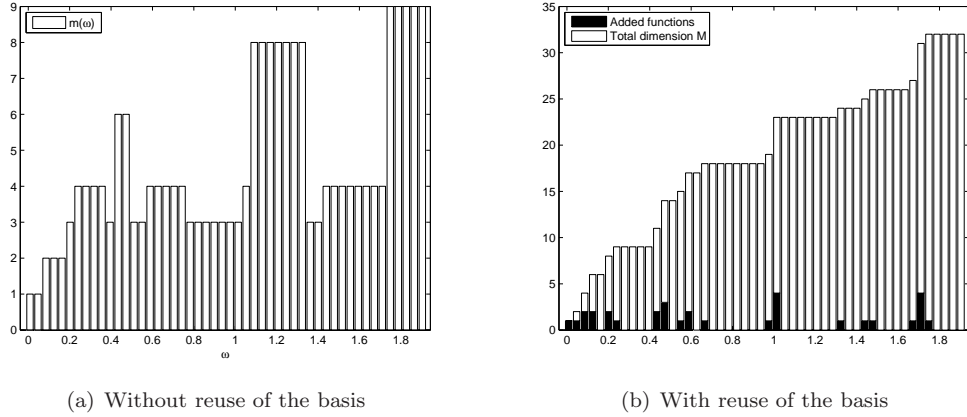 m(ω)
9
8
7
6
5
4
3
2
1
0
0 0.2 0.4 0.6 0.8 1 1.2 1.4 1.6 1.8
ω
(a) Without reuse of the basis
Added functions
Total dimension M
35
30
25
20
15
10
5
0
0 0.2 0.4 0.6 0.8 1 1.2 1.4 1.6 1.8
(b) With reuse of the basis